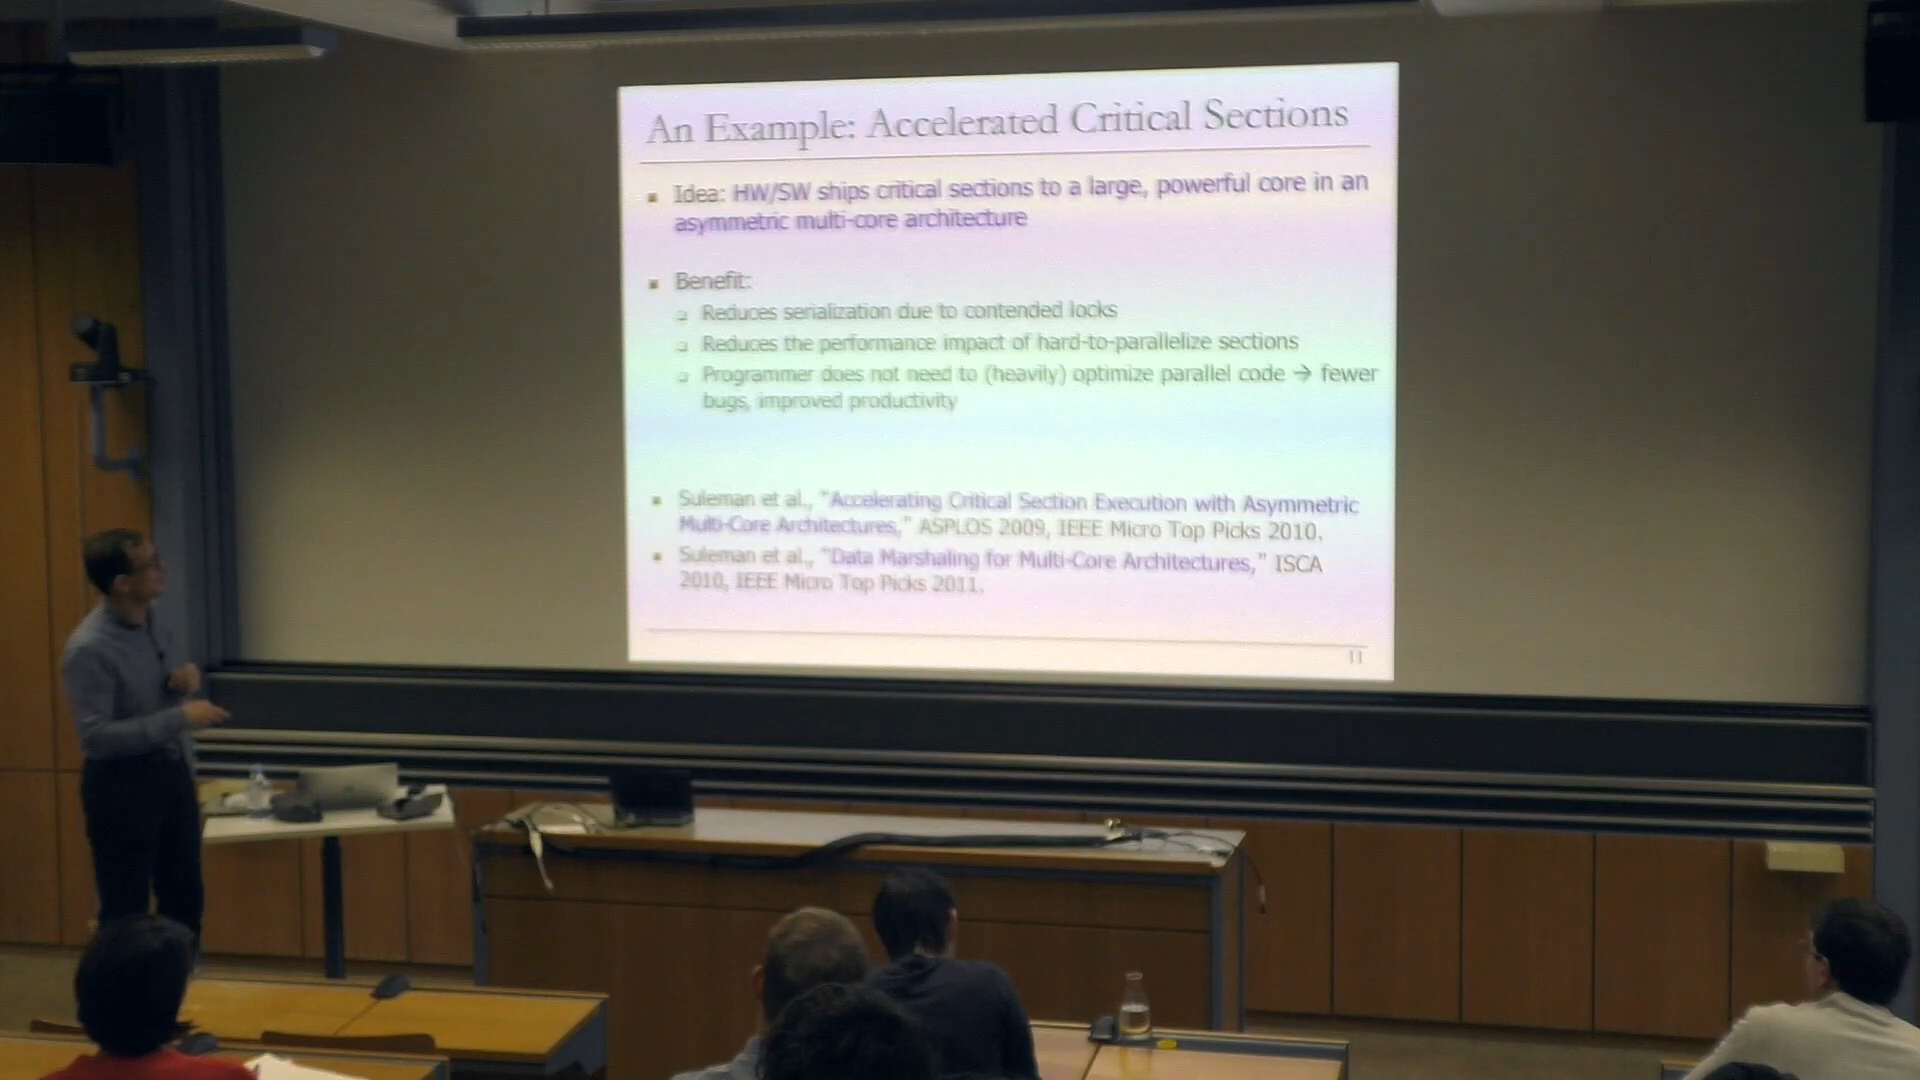 An Example: Accelerated Critical Sections
Idea: HW/SW ships critical sections to a large, powerful core in an
asymmetric multi-core architecture
Benefit:
Reduces serialization due to contended locks
Reduces the performance impact of hard-to-parallelize sections
Programmer does not need to (heavily) optimize parallel code → fewer
bugs, improved productivity
Suleman et al., "Accelerating Critical Section Execution with Asymmetric
Multi-Core Architectures," ASPLOS 2009, IEEE Micro Top Picks 2010.
Suleman et al., "Data Marshaling for Multi-Core Architectures," ISCA
2010, IEEE Micro Top Picks 2011.
11